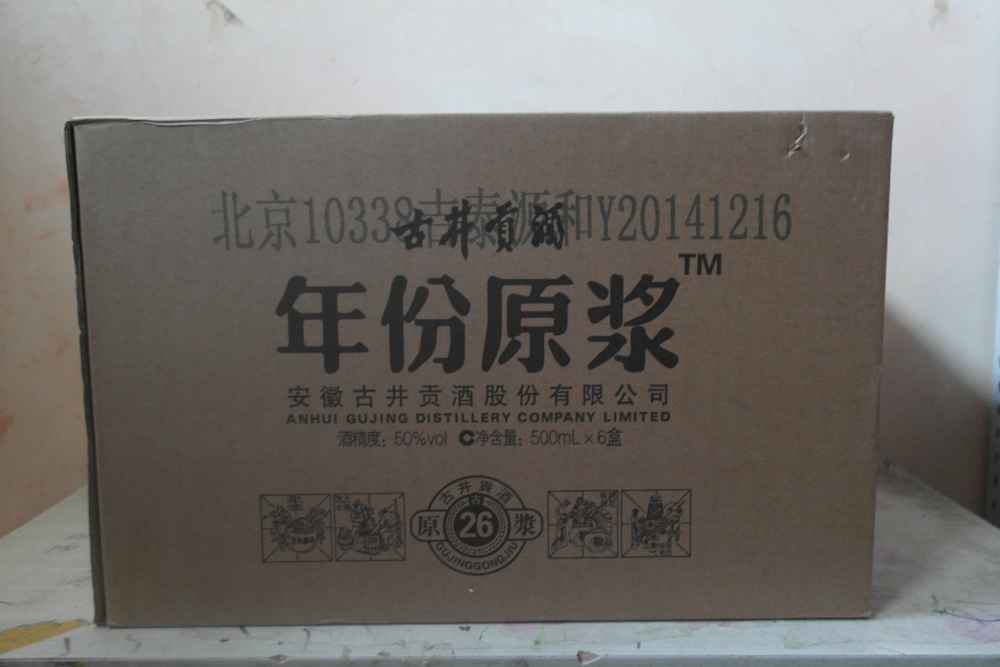 北京10338吉泰源和Y20141216
古井贡酒
年份原浆™
安徽古井贡酒股份有限公司
ANHUI GUJING DISTILLERY COMPANY LIMITED
酒精度：50%vol C净含量：500mL×6盒
古井贡酒
原 26 浆
GUJINGGONGJIU